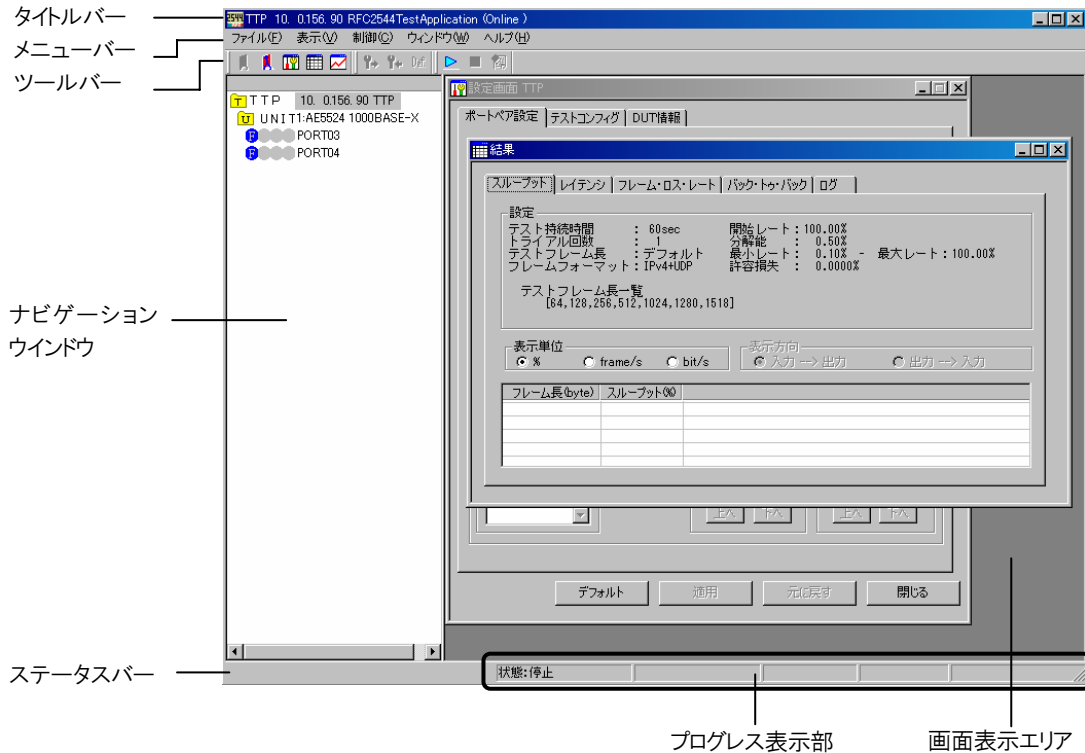 タイトルバー
メニューバー
ツールバー
ナビゲーション
ウインドウ
ステータスバー
TTP 10. 0.156. 90 RFC2544TestApplication (Online )
ファイル(F) 表示(V) 制御(C) ウィンドウ(W) ヘルプ(H)
TTP 10. 0.156. 90 TTP
UNIT1:AE5524 1000BASE-X
PORT03
PORT04
設定画面 TTP
ポートペア設定 テストコンフィグ DUT情報
結果
スループット レイテンシ フレーム・ロス・レート バック・トゥ・バック ログ
設定
テスト持続時間 : 60sec 開始レート:100.00%
トライアル回数 : 1 分解能 : 0.50%
テストフレーム長 :デフォルト 最小レート: 0.10% - 最大レート:100.00%
フレームフォーマット:IPv4+UDP 許容損失 : 0.0000%
テストフレーム長一覧
[64,128,256,512,1024,1280,1518]
表示単位
% frame/s bit/s
表示方向
入力 --> 出力 出力 --> 入力
フレーム長(byte) スループット(%)
上へ 下へ 上へ 下へ
デフォルト 適用 元に戻す 閉じる
状態:停止
プログレス表示部
画面表示エリア